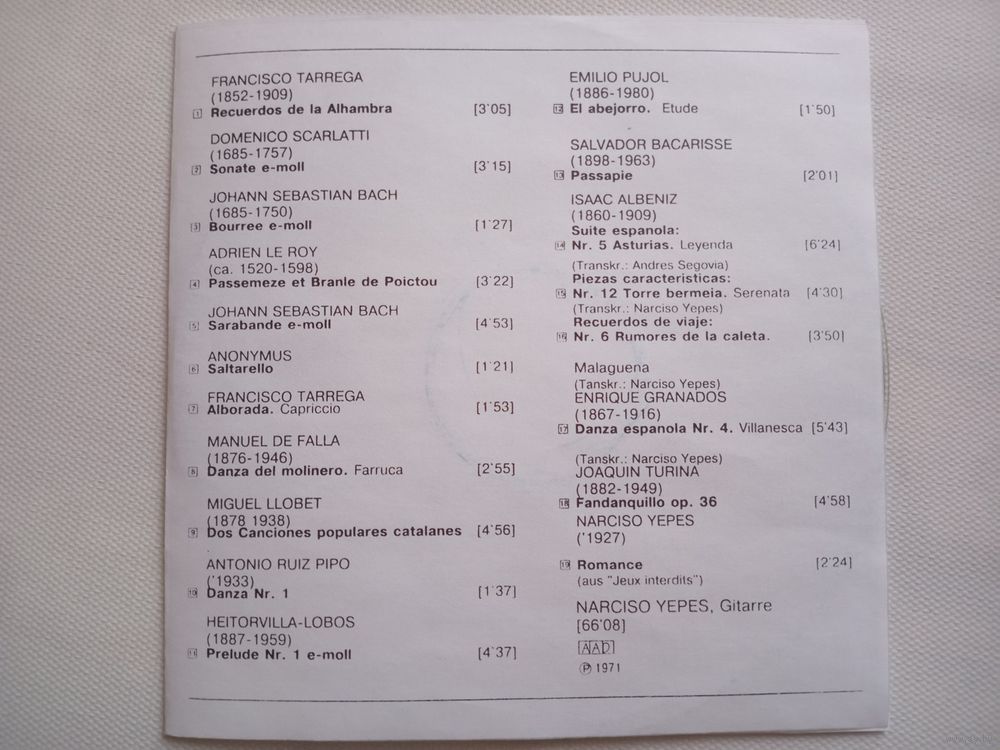 FRANCISCO TARREGA
(1852-1909)
1 Recuerdos de la Alhambra [3'05]
DOMENICO SCARLATTI
(1685-1757)
2 Sonate e-moll [3'15]
JOHANN SEBASTIAN BACH
(1685-1750)
3 Bourree e-moll [1'27]
ADRIEN LE ROY
(ca. 1520-1598)
4 Passemeze et Branle de Poictou [3'22]
JOHANN SEBASTIAN BACH
5 Sarabande e-moll [4'53]
ANONYMUS
6 Saltarello [1'21]
FRANCISCO TARREGA
7 Alborada. Capriccio [1'53]
MANUEL DE FALLA
(1876-1946)
8 Danza del molinero. Farruca [2'55]
MIGUEL LLOBET
(1878 1938)
9 Dos Canciones populares catalanes [4'56]
ANTONIO RUIZ PIPO
('1933)
10 Danza Nr. 1 [1'37]
HEITORVILLA-LOBOS
(1887-1959)
11 Prelude Nr. 1 e-moll [4'37]
EMILIO PUJOL
(1886-1980)
12 El abejorro. Etude [1'50]
SALVADOR BACARISSE
(1898-1963)
13 Passapie [2'01]
ISAAC ALBENIZ
(1860-1909)
Suite espanola:
14 Nr. 5 Asturias. Leyenda [6'24]
(Transkr.: Andres Segovia)
Piezas caracteristicas:
15 Nr. 12 Torre bermeia. Serenata [4'30]
(Transkr.: Narciso Yepes)
Recuerdos de viaje:
16 Nr. 6 Rumores de la caleta. [3'50]
Malaguena
(Tanskr.: Narciso Yepes)
ENRIQUE GRANADOS
(1867-1916)
17 Danza espanola Nr. 4. Villanesca [5'43]
(Tanskr.: Narciso Yepes)
JOAQUIN TURINA
(1882-1949)
18 Fandanquillo op. 36 [4'58]
NARCISO YEPES
('1927)
19 Romance [2'24]
(aus "Jeux interdits")
NARCISO YEPES, Gitarre
[66'08]
AAD
℗ 1971